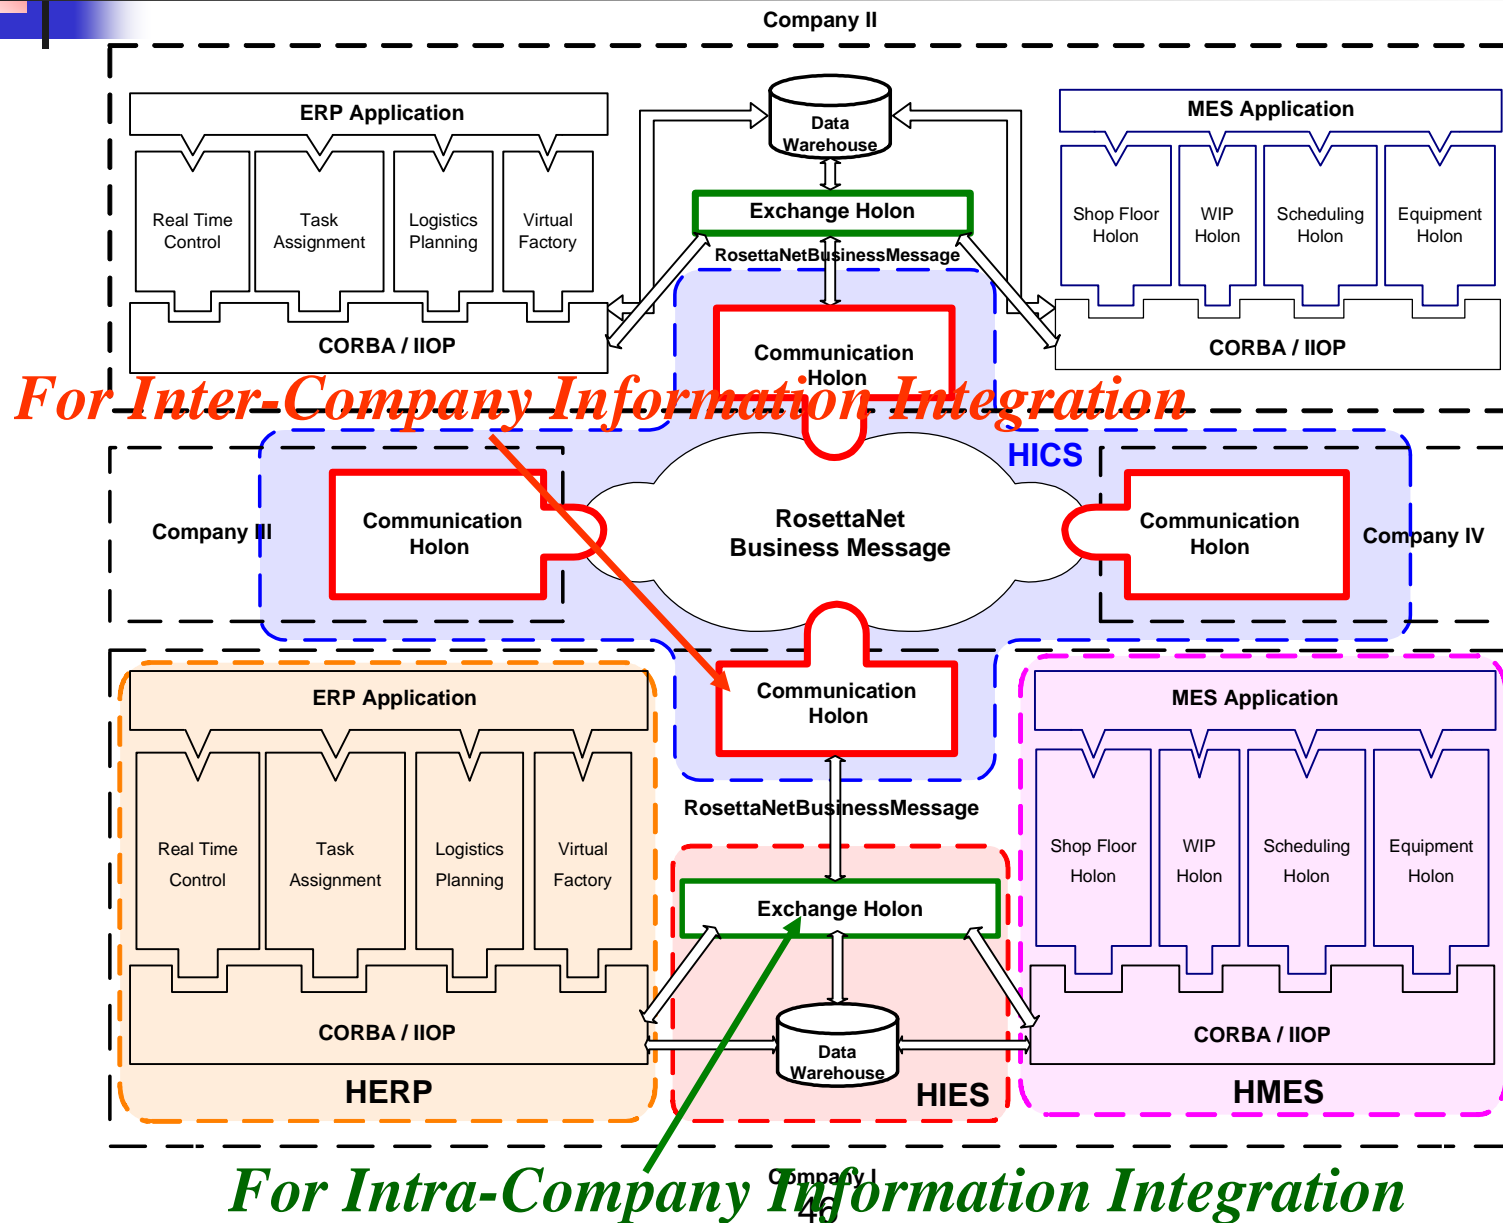 Company II
ERP Application
Data
Warehouse
MES Application
Real Time
Control
Task
Assignment
Logistics
Planning
Virtual
Factory
Exchange Holon
Shop Floor
Holon
WIP
Holon
Scheduling
Holon
Equipment
Holon
RosettaNetBusinessMessage
CORBA / IIOP
Communication
Holon
CORBA / IIOP
For Inter-Company Information Integration
HICS
Company III
Communication
Holon
RosettaNet
Business Message
Communication
Holon
Company IV
ERP Application
Communication
Holon
MES Application
RosettaNetBusinessMessage
Real Time
Control
Task
Assignment
Logistics
Planning
Virtual
Factory
Shop Floor
Holon
WIP
Holon
Scheduling
Holon
Equipment
Holon
Exchange Holon
CORBA / IIOP
Data
Warehouse
CORBA / IIOP
HERP
HIES
HMES
Company I
For Intra-Company Information Integration
46